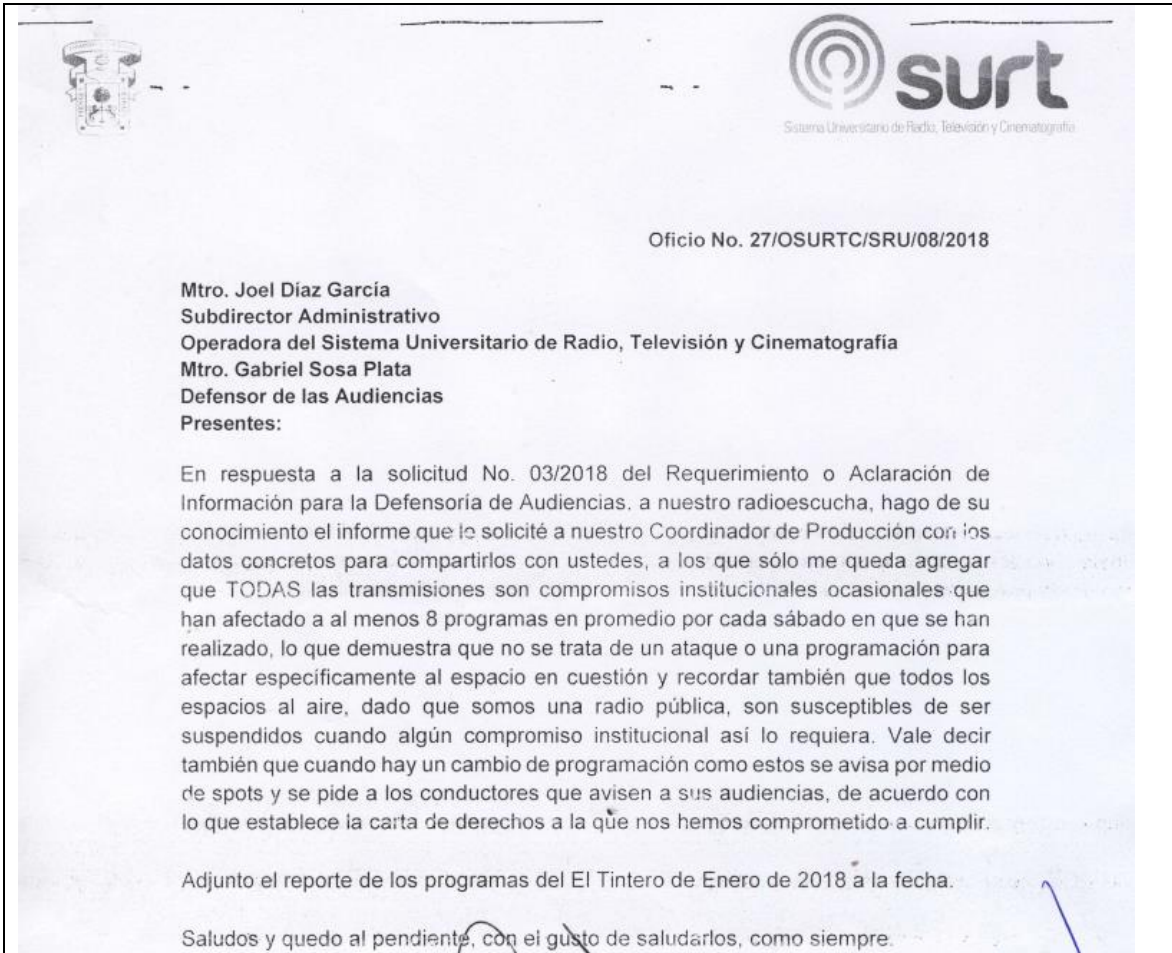 surt
Sistema Universitario de Radio, Televisión y Cinematografía
Oficio No. 27/OSURTC/SRU/08/2018
Mtro. Joel Díaz García
Subdirector Administrativo
Operadora del Sistema Universitario de Radio, Televisión y Cinematografía
Mtro. Gabriel Sosa Plata
Defensor de las Audiencias
Presentes:
En respuesta a la solicitud No. 03/2018 del Requerimiento o Aclaración de
Información para la Defensoría de Audiencias. a nuestro radioescucha, hago de su
conocimiento el informe que le solicité a nuestro Coordinador de Producción con los
datos concretos para compartirlos con ustedes, a los que sólo me queda agregar
que TODAS las transmisiones son compromisos institucionales ocasionales que
han afectado a al menos 8 programas en promedio por cada sábado en que se han
realizado, lo que demuestra que no se trata de un ataque o una programación para
afectar específicamente al espacio en cuestión y recordar también que todos los
espacios al aire, dado que somos una radio pública, son susceptibles de ser
suspendidos cuando algún compromiso institucional así lo requiera. Vale decir
también que cuando hay un cambio de programación como estos se avisa por medio
de spots y se pide a los conductores que avisen a sus audiencias, de acuerdo con
lo que establece la carta de derechos a la que nos hemos comprometido a cumplir.
Adjunto el reporte de los programas del El Tintero de Enero de 2018 a la fecha.
Saludos y quedo al pendiente, con el gusto de saludarlos, como siempre.